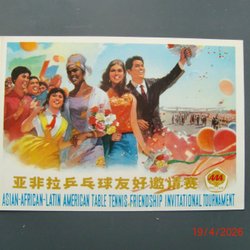 亚非拉乒乓球友好邀请赛
ASIAN-AFRICAN-LATIN AMERICAN TABLE TENNIS FRIENDSHIP INVITATIONAL TOURNAMENT
19/4/2026